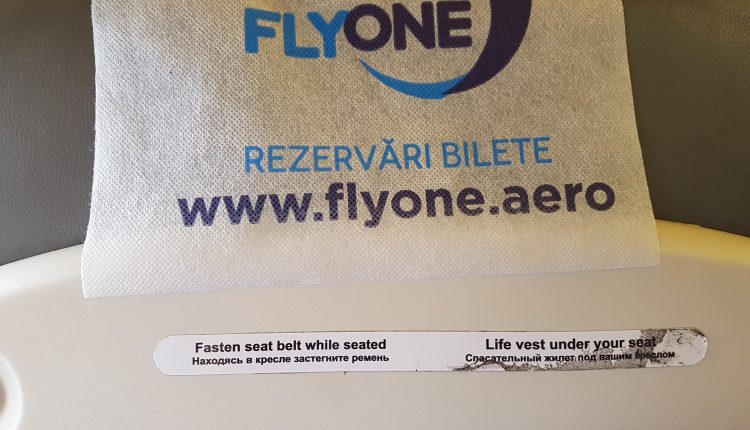 FLYONE
REZERVĂRI BILETE
www.flyone.aero
Fasten seat belt while seated
Находясь в кресле застегните ремень
Life vest under your seat
Спасательный жилет под вашим креслом